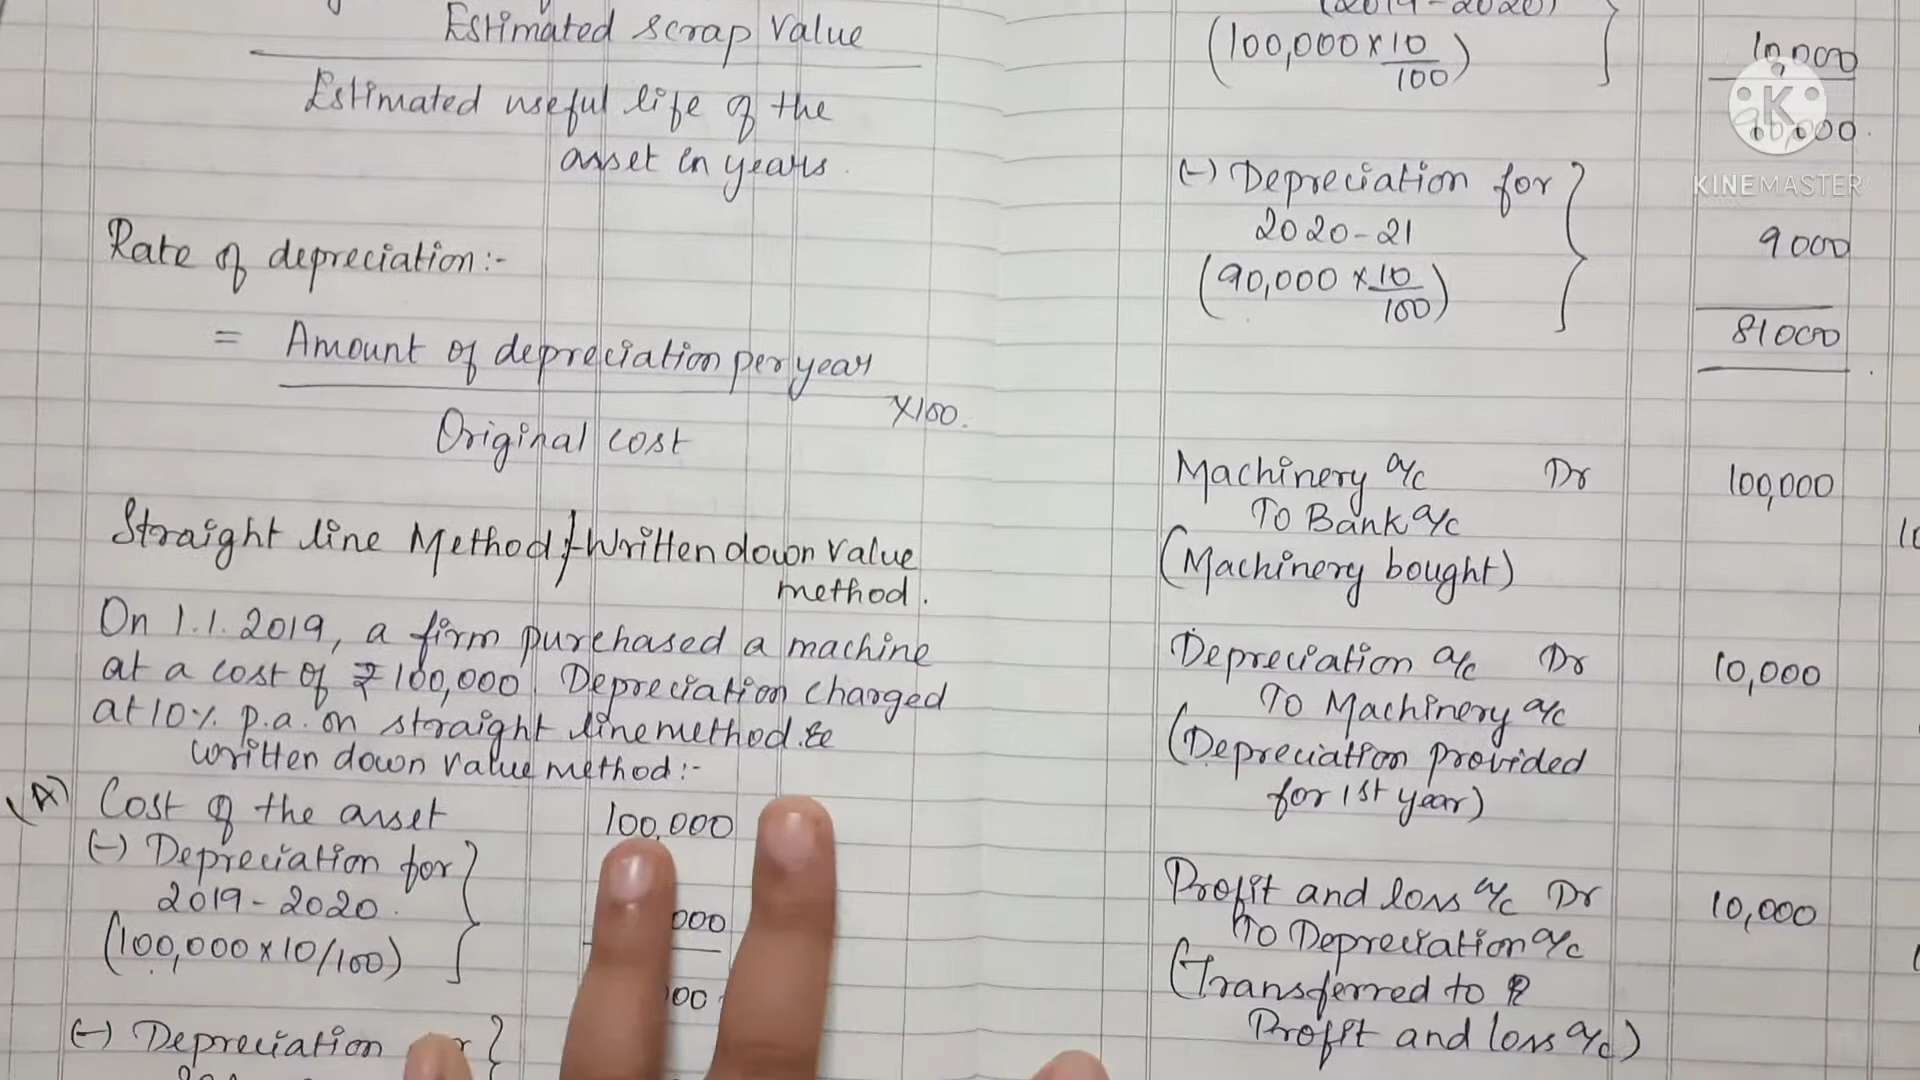 Estimated scrap value
Estimated useful life of the
asset in years.
Rate of depreciation:-
= Amount of depreciation per year
×100.
Original cost
Straight line Method / Written down value
method.
On 1.1.2019, a firm purchased a machine
at a cost of ₹100,000. Depreciation charged
at 10% p.a. on straight line method. &
written down value method:-
(A) Cost of the asset 100,000
(-) Depreciation for
2019-2020.
(100,000×10/100)
000
000
(-) Depreciation
(2019-2020)
(100,000×10/100) 10,000
(-) Depreciation for
2020-21 9000
(90,000×10/100)
81000
Machinery a/c Dr 100,000
To Bank a/c
(Machinery bought)
Depreciation a/c Dr 10,000
To Machinery a/c
(Depreciation provided
for 1st year)
Profit and loss a/c Dr 10,000
To Depreciation a/c
(Transferred to
Profit and loss a/c)
K
KINEMASTER